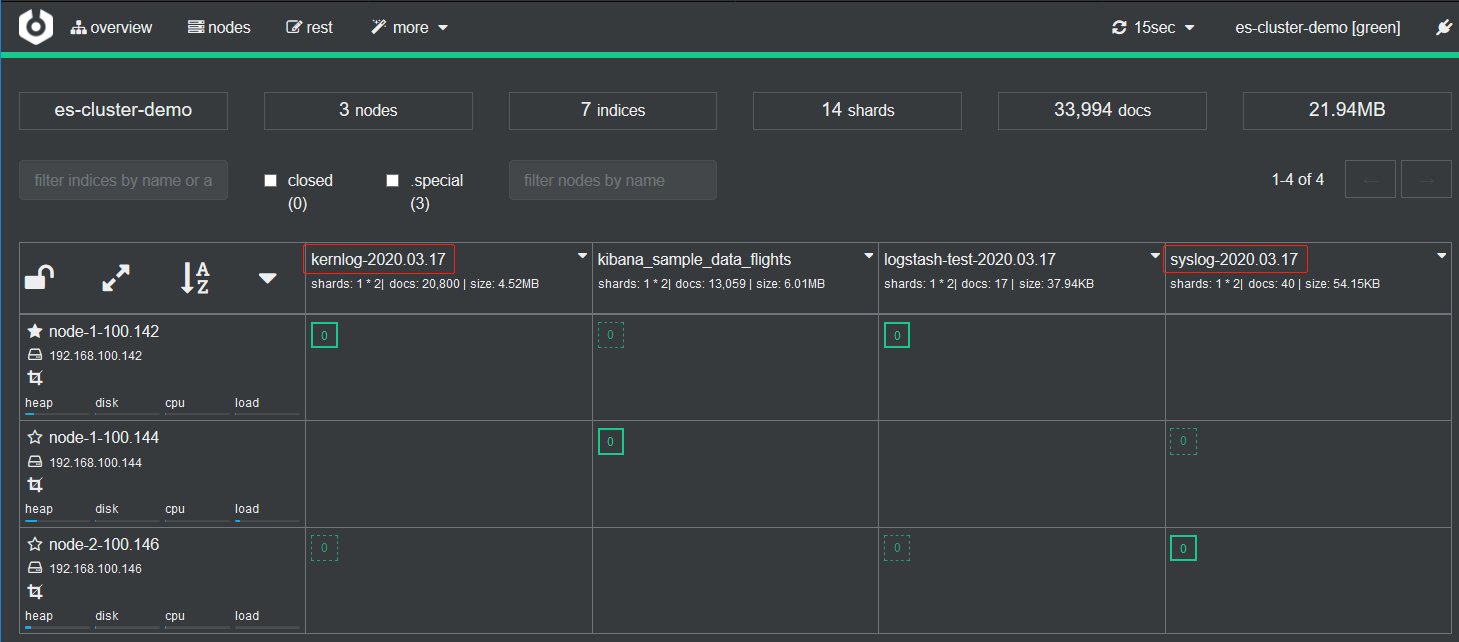 overview nodes rest more 15sec es-cluster-demo [green]
es-cluster-demo 3 nodes 7 indices 14 shards 33,994 docs 21.94MB
filter indices by name or a closed .special filter nodes by name 1-4 of 4 ← →
(0) (3)
A
Z
kernlog-2020.03.17 kibana_sample_data_flights logstash-test-2020.03.17 syslog-2020.03.17
shards: 1 * 2| docs: 20,800 | size: 4.52MB shards: 1 * 2| docs: 13,059 | size: 6.01MB shards: 1 * 2| docs: 17 | size: 37.94KB shards: 1 * 2| docs: 40 | size: 54.15KB
node-1-100.142 0 0 0
192.168.100.142
heap disk cpu load
node-1-100.144 0 0
192.168.100.144
heap disk cpu load
node-2-100.146 0 0 0
192.168.100.146
heap disk cpu load